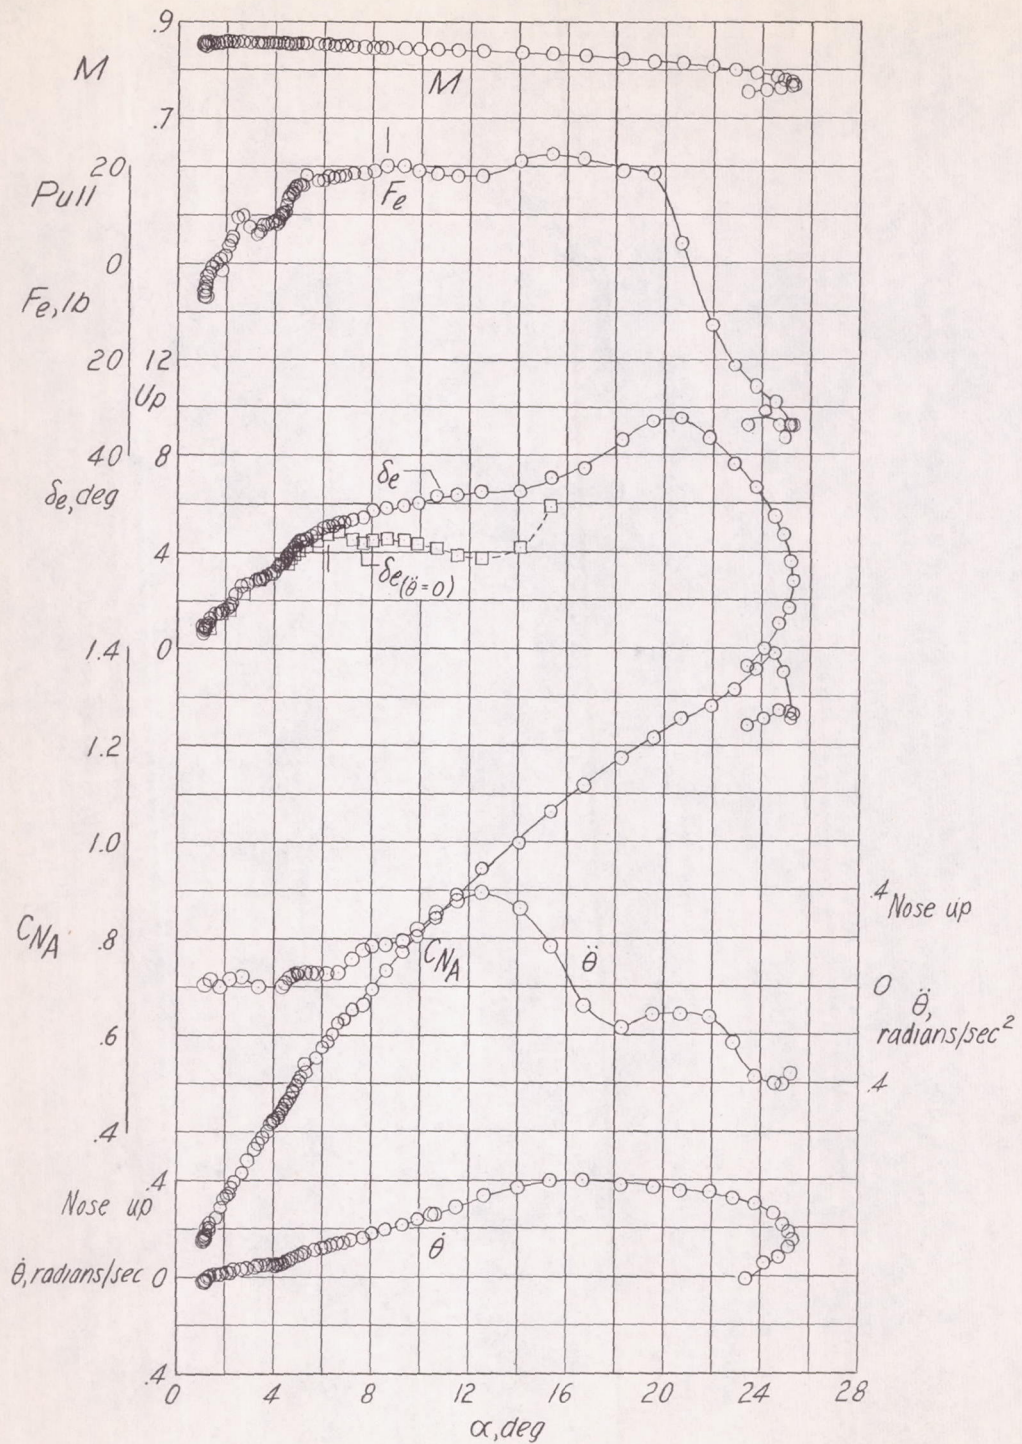 .9
M
M
.7
20
Pull
Fe
0
Fe, lb
20 12
Up
40 8
δe
δe, deg
4
δe(θ̈=0)
1.4 0
1.2
1.0
.4
Nose up
CNA
.8
CNA
θ̈
0
θ̈,
radians/sec²
.6
.4
.4
.4
Nose up
θ̇
θ̇, radians/sec 0
.4
0 4 8 12 16 20 24 28
α, deg